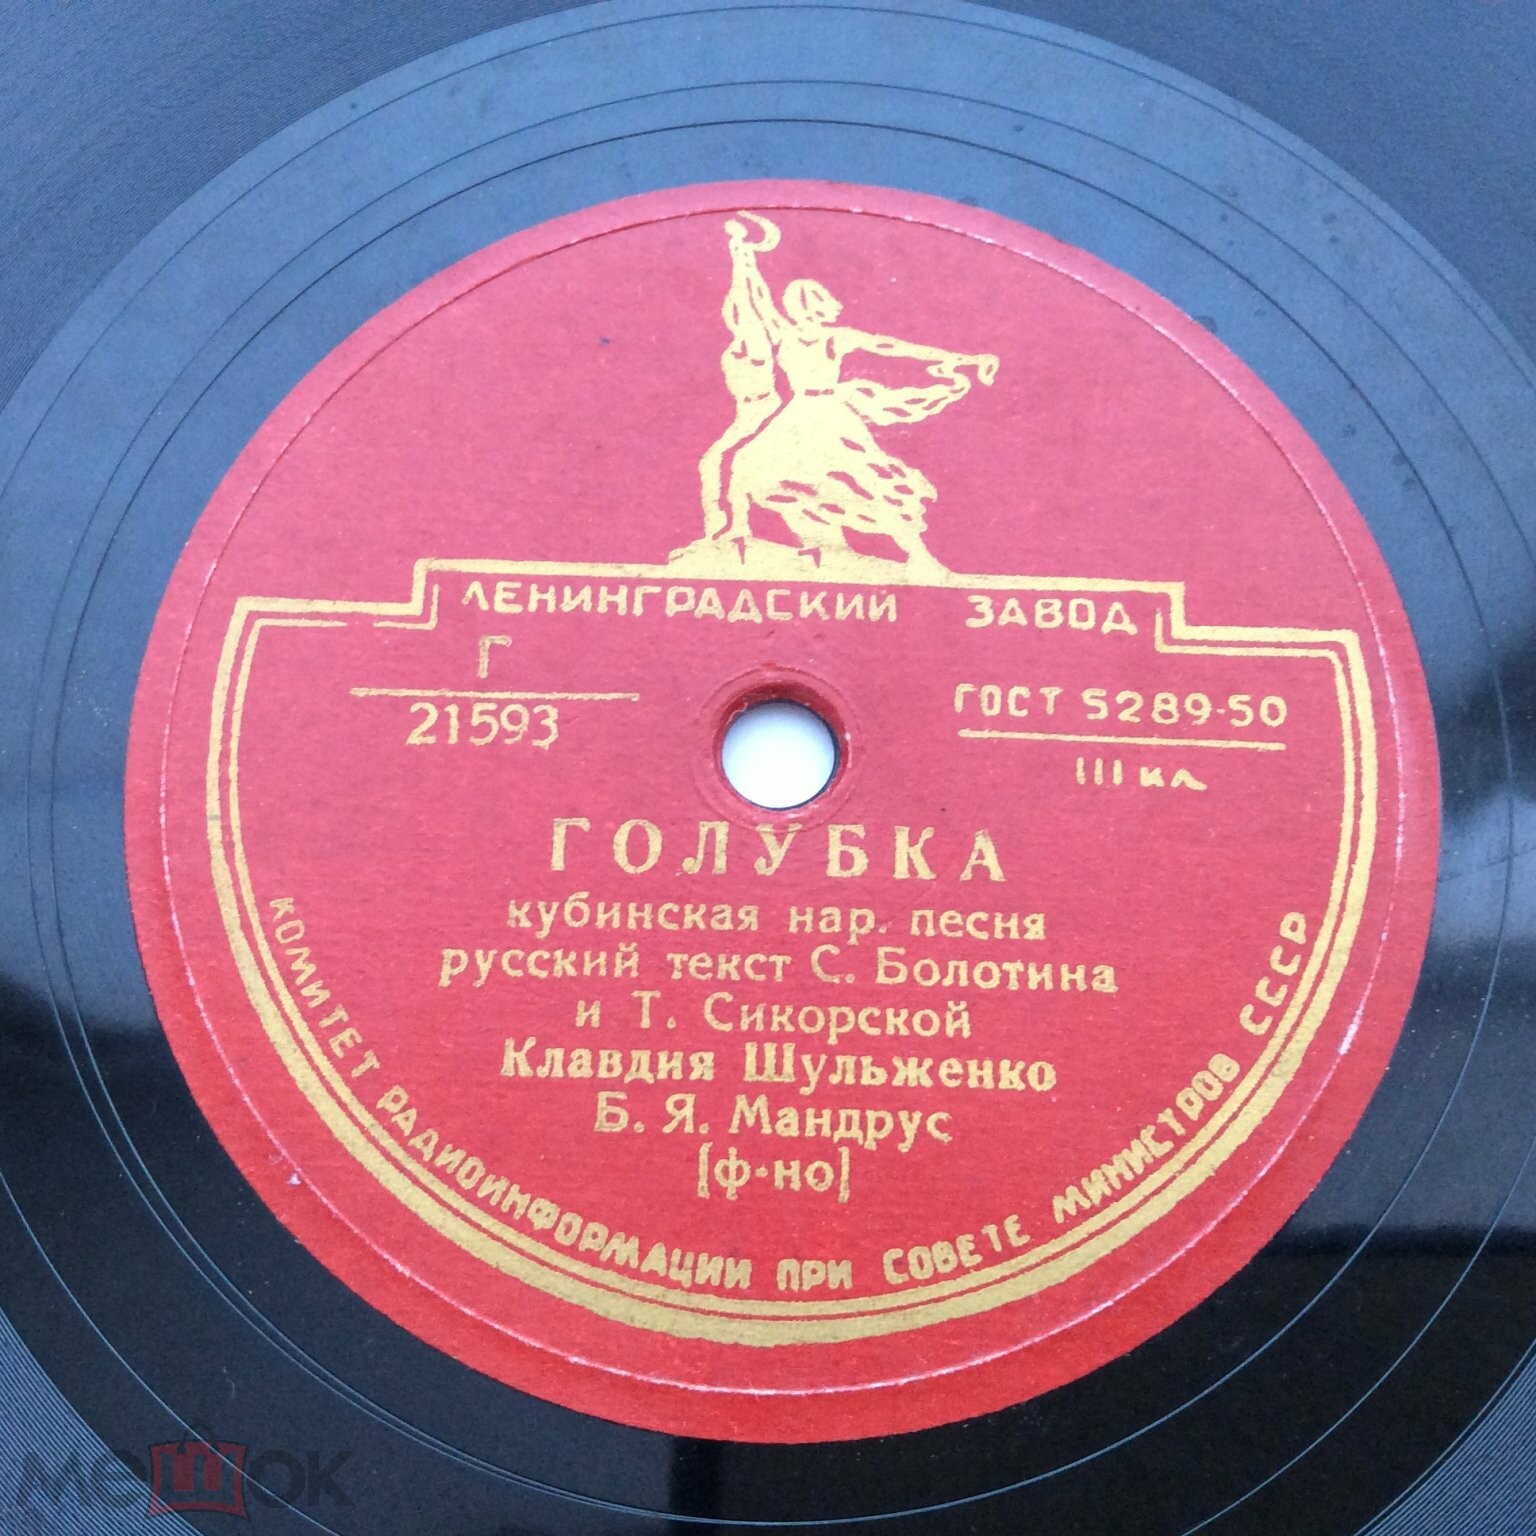 ЛЕНИНГРАДСКИЙ ЗАВОД
Г
21593
ГОСТ 5289-50
III кл
ГОЛУБКА
кубинская нар. песня
русский текст С. Болотина
и Т. Сикорской
Клавдия Шульженко
Б. Я. Мандрус
[ф-но]
КОМИТЕТ РАДИОИНФОРМАЦИИ ПРИ СОВЕТЕ МИНИСТРОВ СССР
мешок